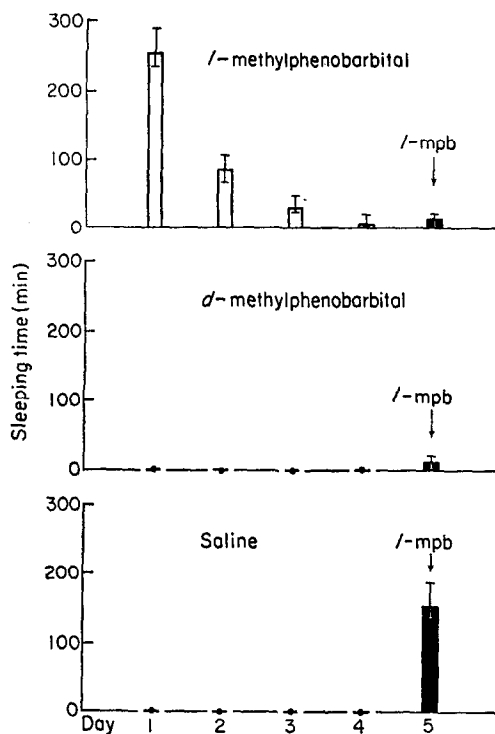 300
l-methylphenobarbital
200
l-mpb
100
0
300
d-methylphenobarbital
200
Sleeping time (min)
l-mpb
100
0
300
Saline
l-mpb
200
100
0
Day 1 2 3 4 5